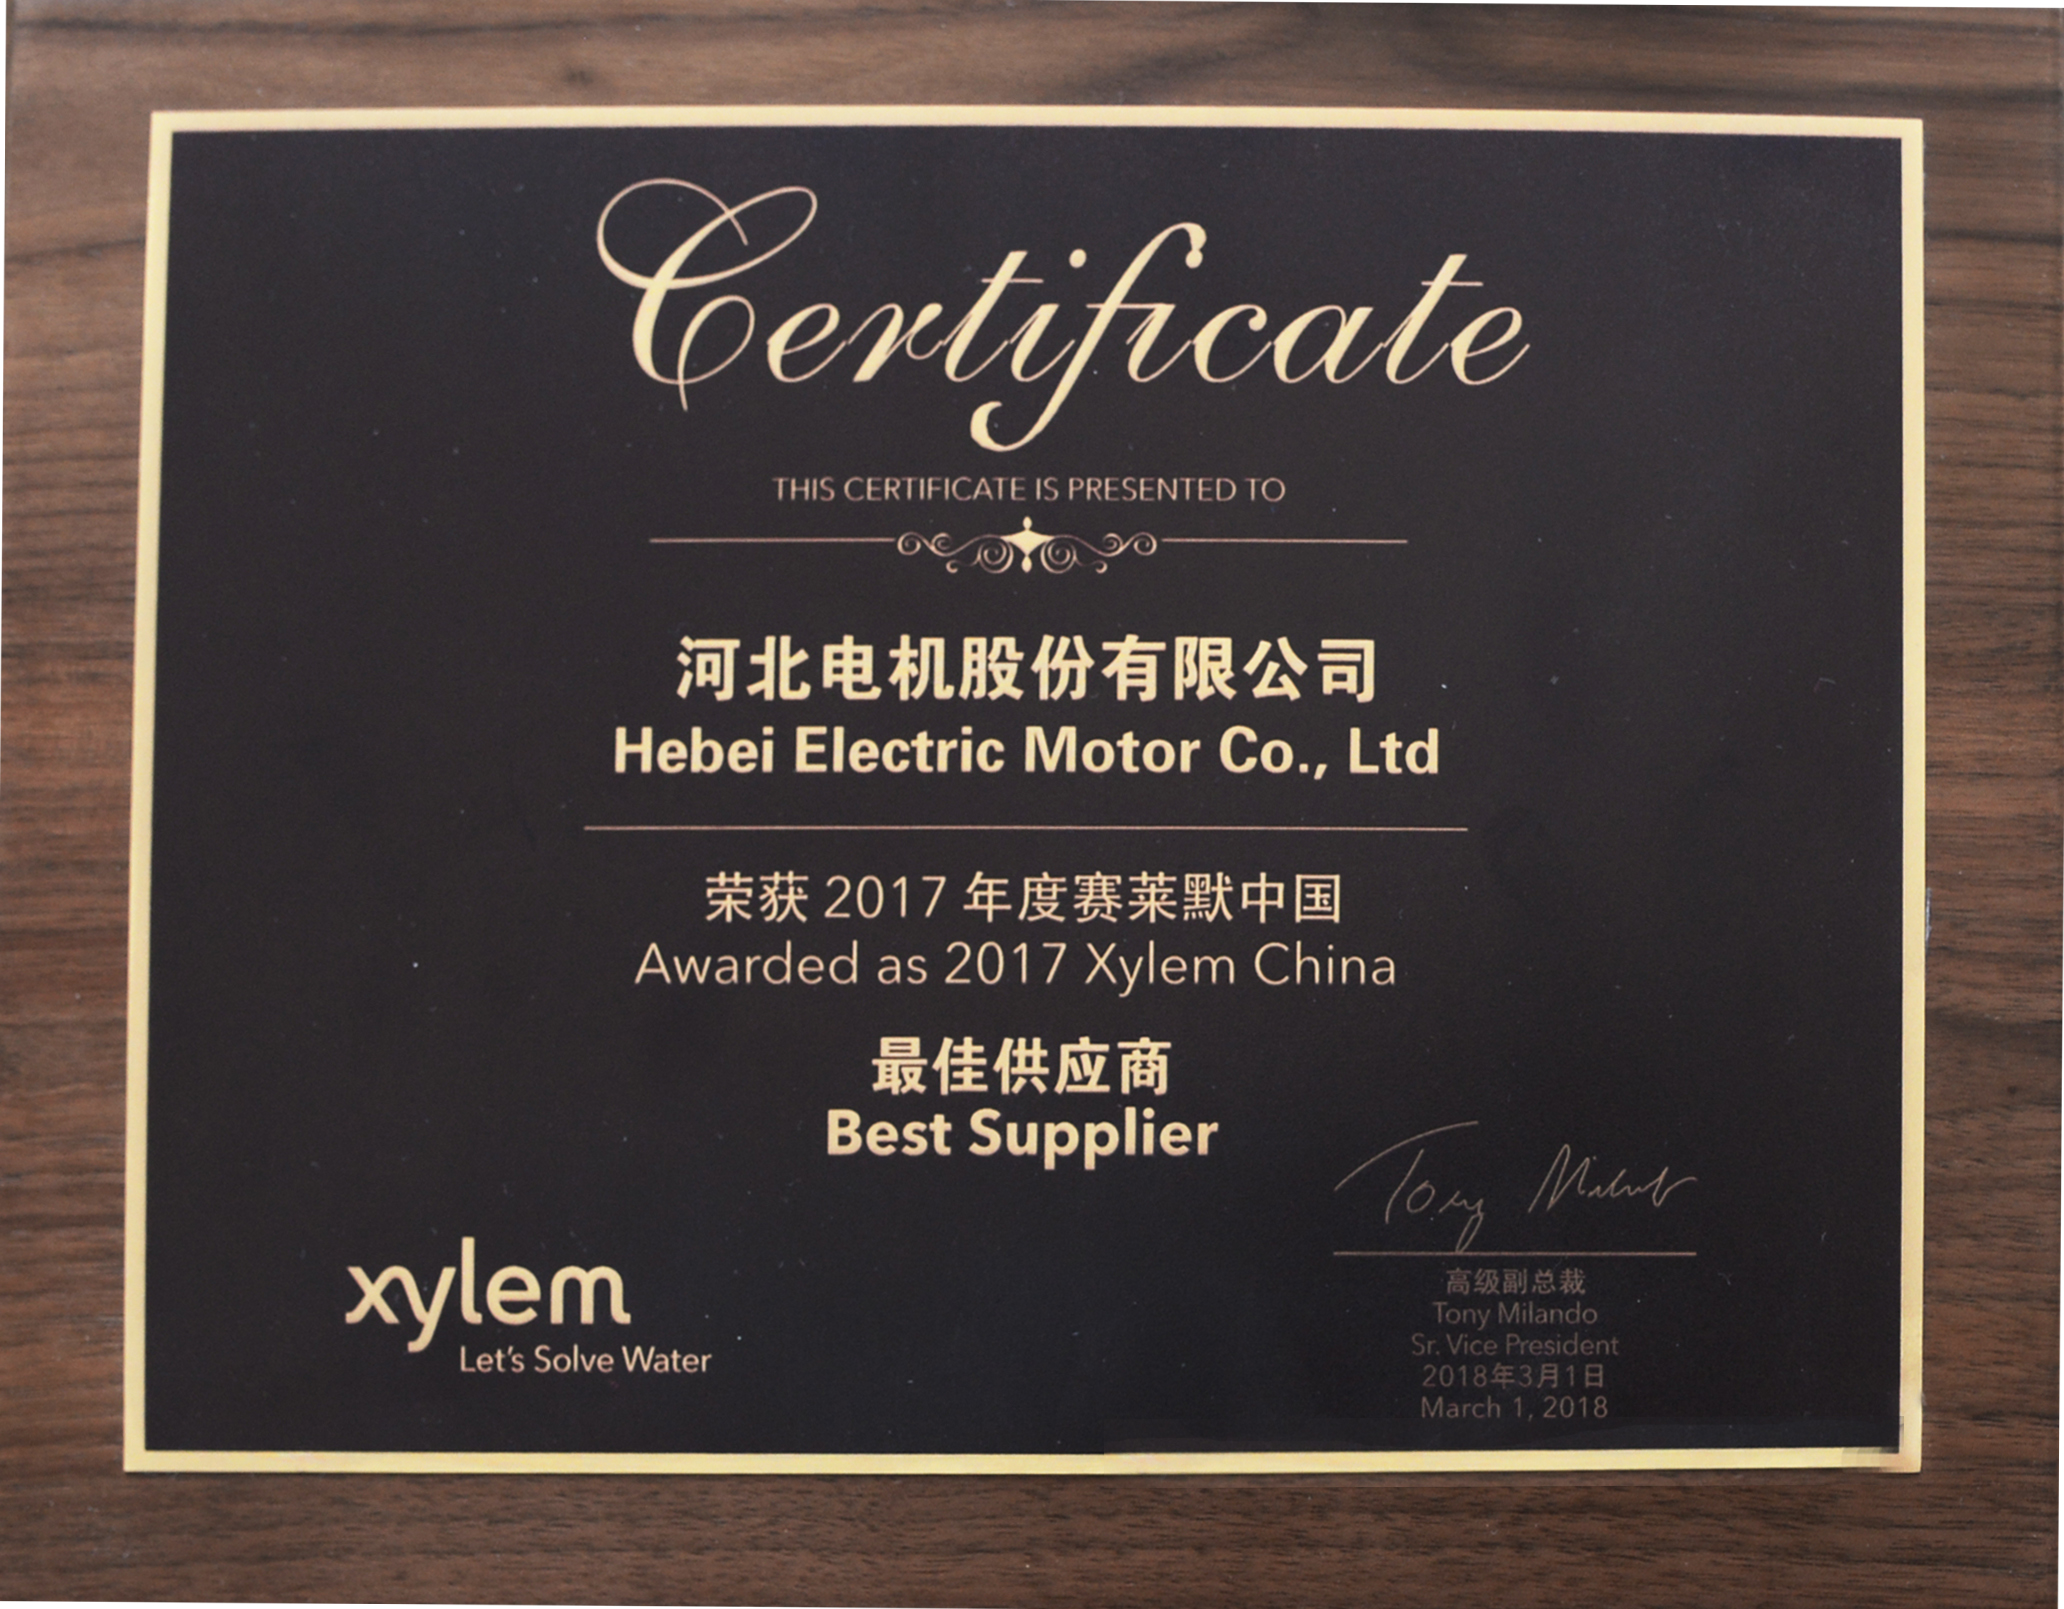 Certificate
THIS CERTIFICATE IS PRESENTED TO
河北电机股份有限公司
Hebei Electric Motor Co., Ltd
荣获 2017 年度赛莱默中国
Awarded as 2017 Xylem China
最佳供应商
Best Supplier
Tony Milando
xylem
Let's Solve Water
高级副总裁
Tony Milando
Sr. Vice President
2018年3月1日
March 1, 2018